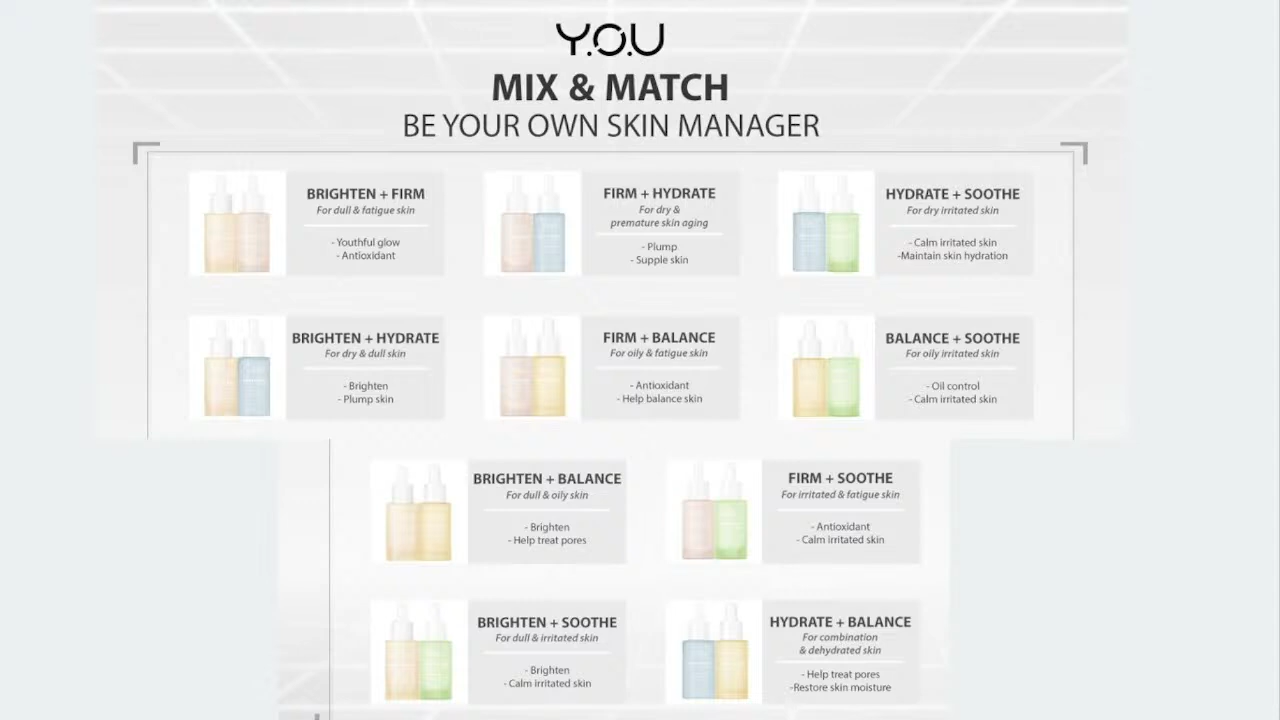 Y.O.U
MIX & MATCH
BE YOUR OWN SKIN MANAGER
BRIGHTEN + FIRM
For dull & fatigue skin
- Youthful glow
- Antioxidant
FIRM + HYDRATE
For dry &
premature skin aging
- Plump
- Supple skin
HYDRATE + SOOTHE
For dry irritated skin
- Calm irritated skin
-Maintain skin hydration
BRIGHTEN + HYDRATE
For dry & dull skin
- Brighten
- Plump skin
FIRM + BALANCE
For oily & fatigue skin
- Antioxidant
- Help balance skin
BALANCE + SOOTHE
For oily irritated skin
- Oil control
- Calm irritated skin
BRIGHTEN + BALANCE
For dull & oily skin
- Brighten
- Help treat pores
FIRM + SOOTHE
For irritated & fatigue skin
- Antioxidant
- Calm irritated skin
BRIGHTEN + SOOTHE
For dull & irritated skin
- Brighten
- Calm irritated skin
HYDRATE + BALANCE
For combination
& dehydrated skin
- Help treat pores
-Restore skin moisture